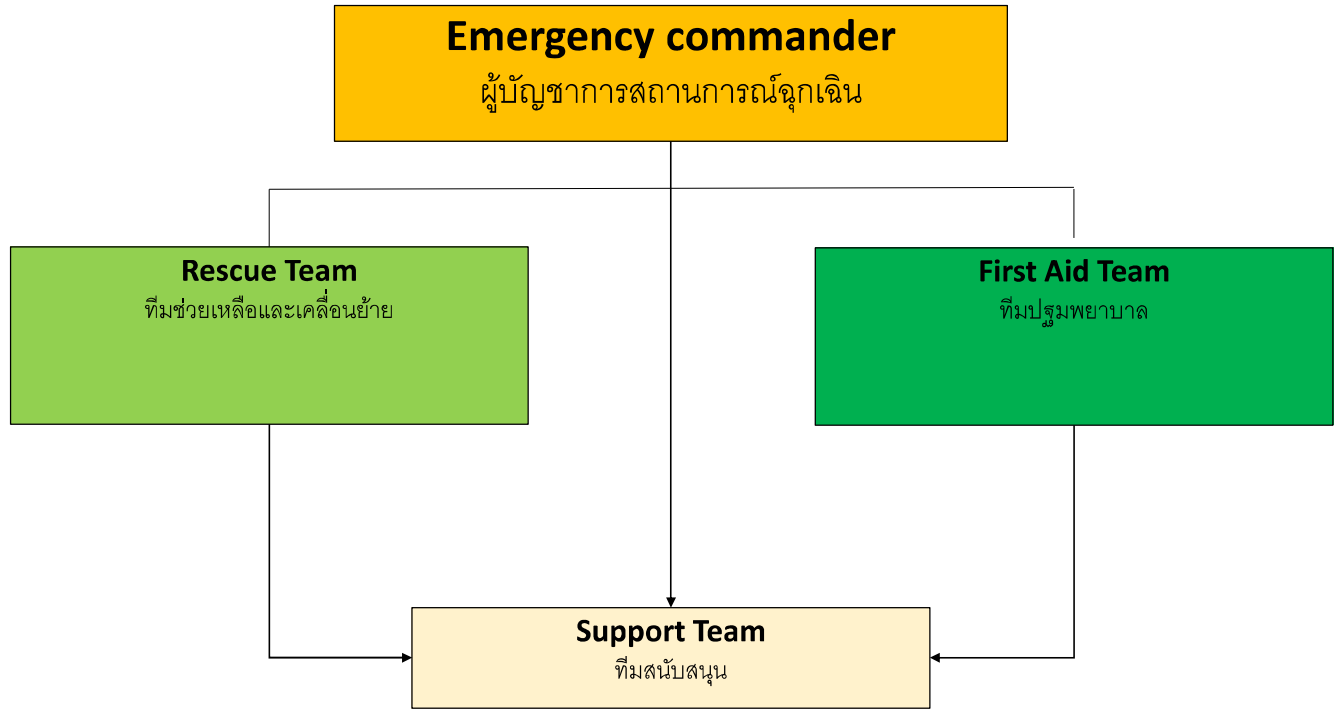 Emergency commander
ผู้บัญชาการสถานการณ์ฉุกเฉิน
Rescue Team
ทีมช่วยเหลือและเคลื่อนย้าย
First Aid Team
ทีมปฐมพยาบาล
Support Team
ทีมสนับสนุน